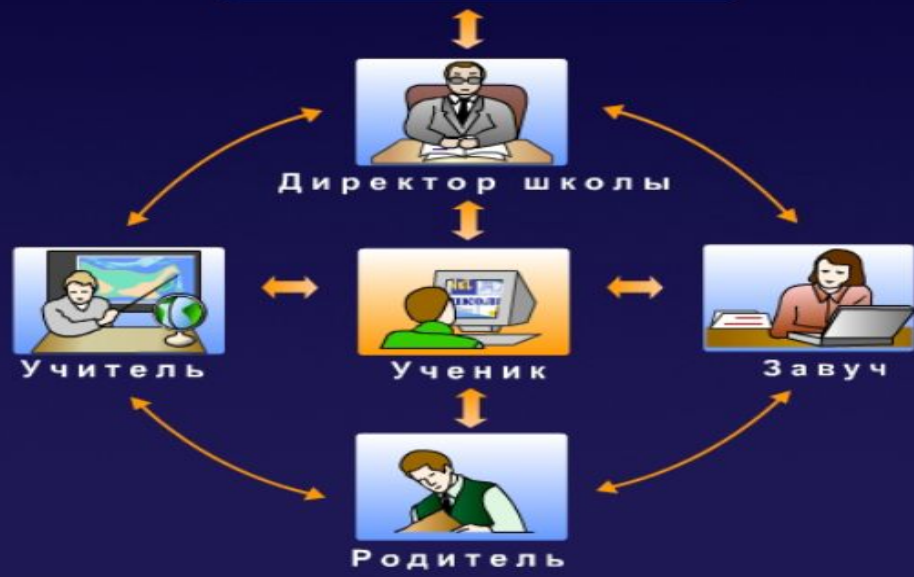 Директор школы
Учитель
Ученик
Завуч
Родитель